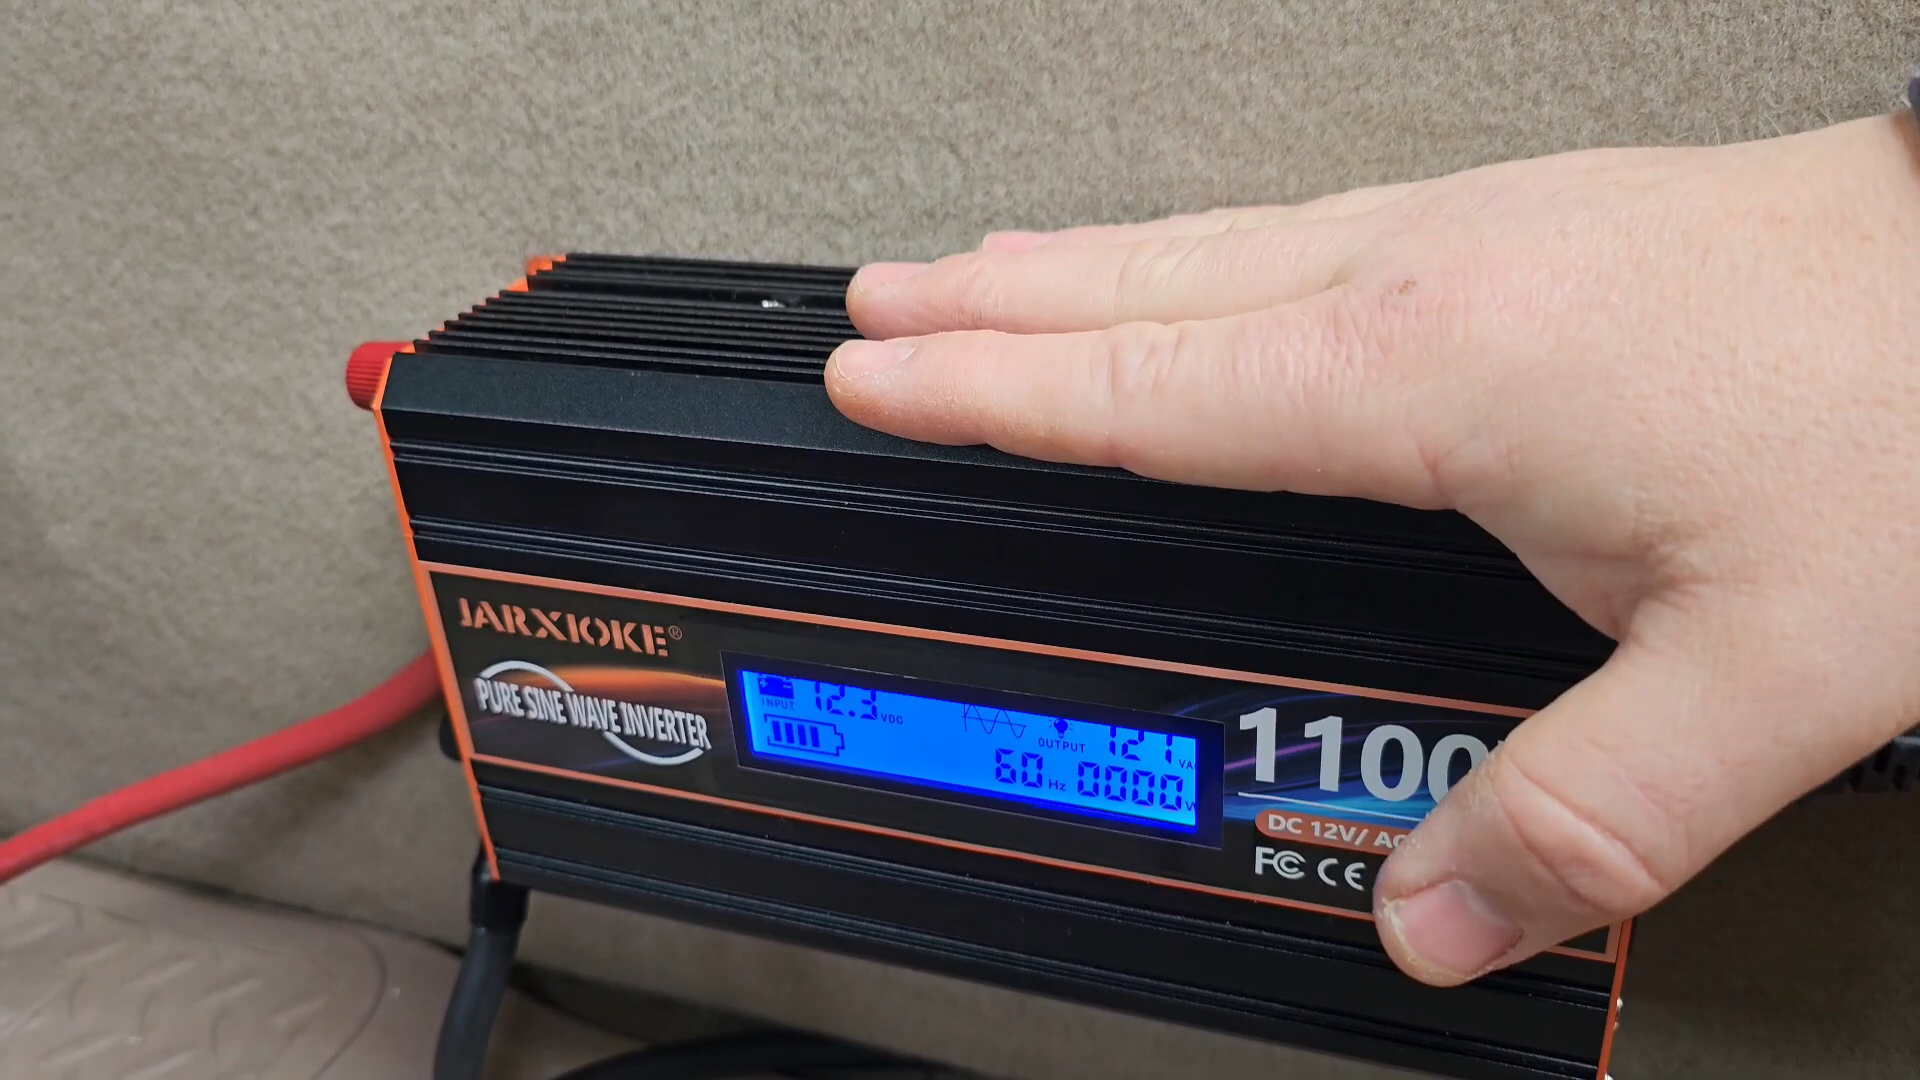 JARXIOKE®
PURE SINE WAVE INVERTER
INPUT 12.3 VDC
OUTPUT 121 VA
60 Hz 0000
1100
DC 12V/ AC
FC CE